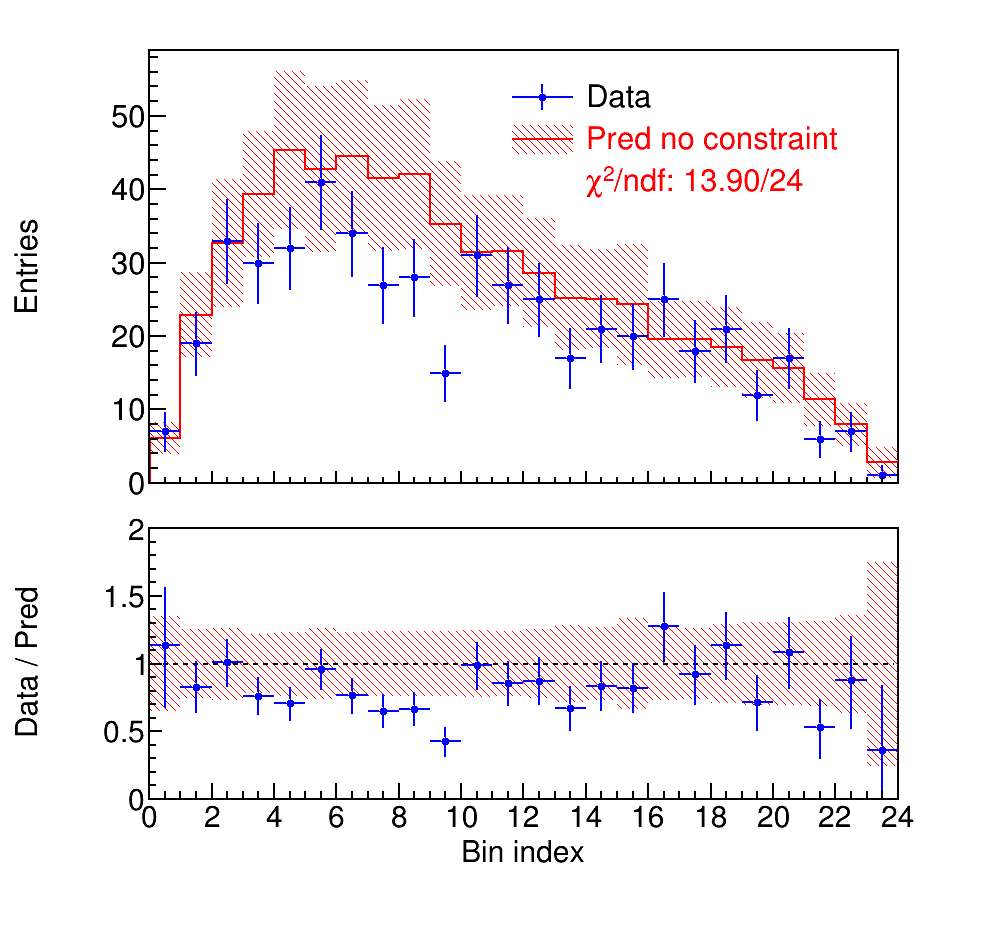 Entries
50
40
30
20
10
0
Data
Pred no constraint
χ²/ndf: 13.90/24
Data / Pred
2
1.5
1
0.5
0
0 2 4 6 8 10 12 14 16 18 20 22 24
Bin index